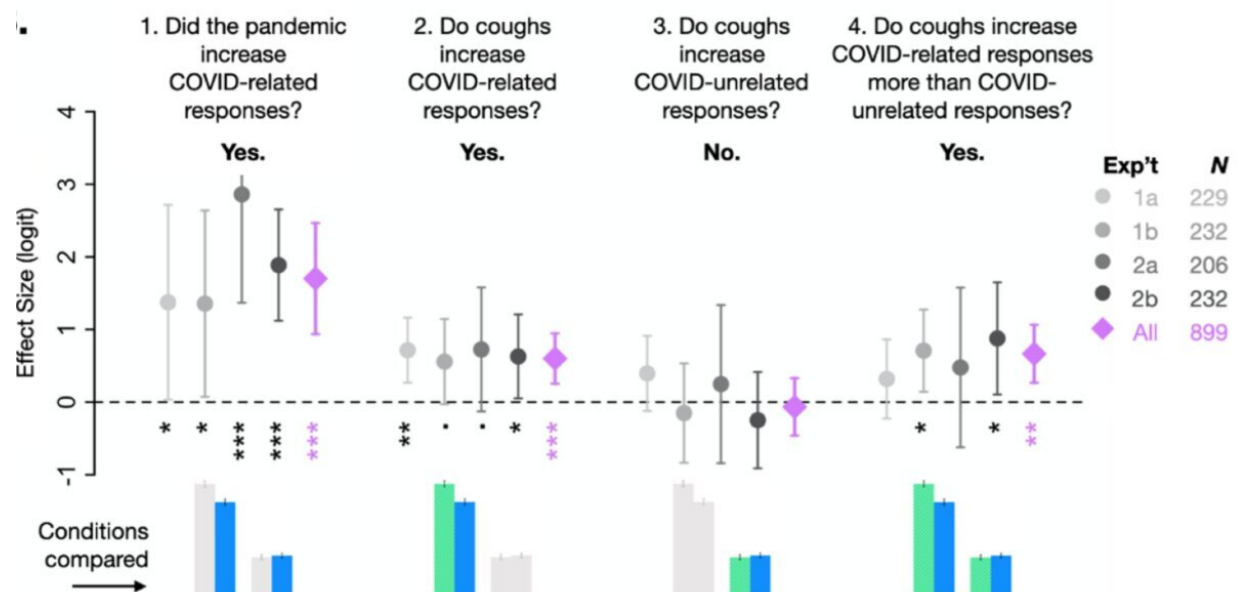 1. Did the pandemic
increase
COVID-related
responses?
Yes.
2. Do coughs
increase
COVID-related
responses?
Yes.
3. Do coughs
increase
COVID-unrelated
responses?
No.
4. Do coughs increase
COVID-related responses
more than COVID-
unrelated responses?
Yes.
Effect Size (logit)
4
3
2
1
0
-1
* * *** *** ***
** . . * ***
* * **
Exp't N
1a 229
1b 232
2a 206
2b 232
All 899
Conditions
compared